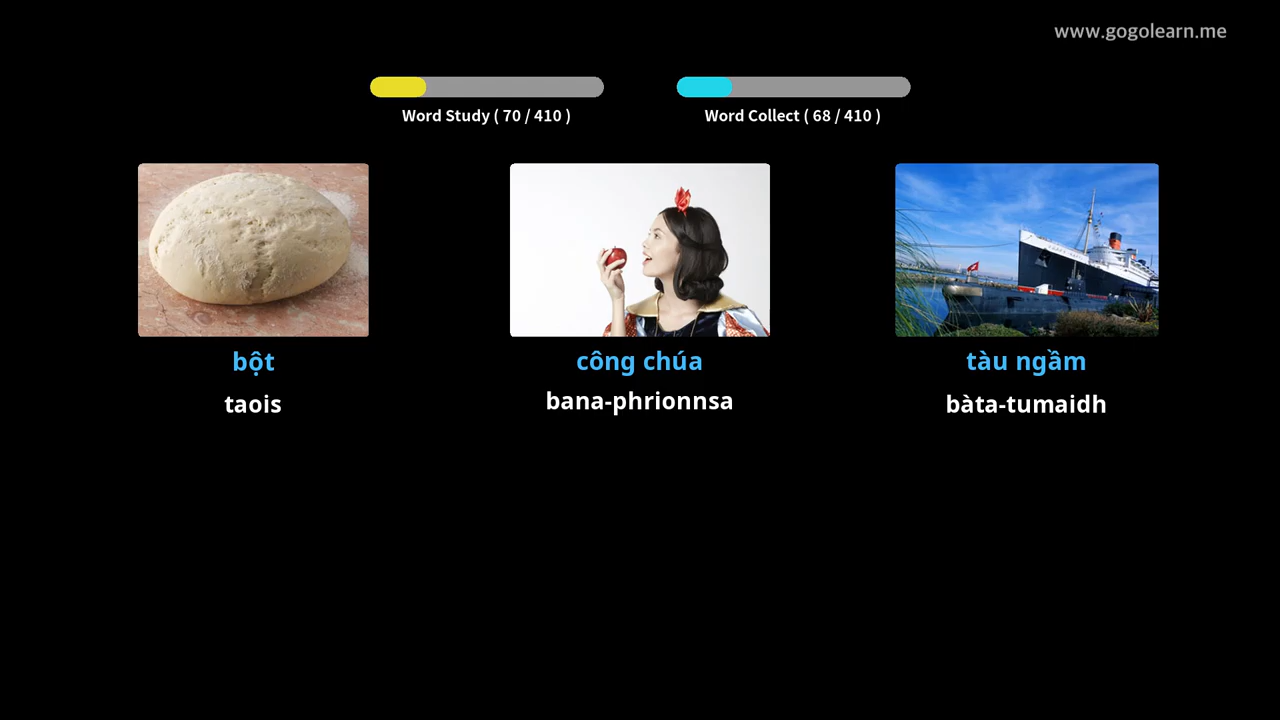 www.gogolearn.me
Word Study ( 70 / 410 )
Word Collect ( 68 / 410 )
bột
taois
công chúa
bana-phrionnsa
tàu ngầm
bàta-tumaidh